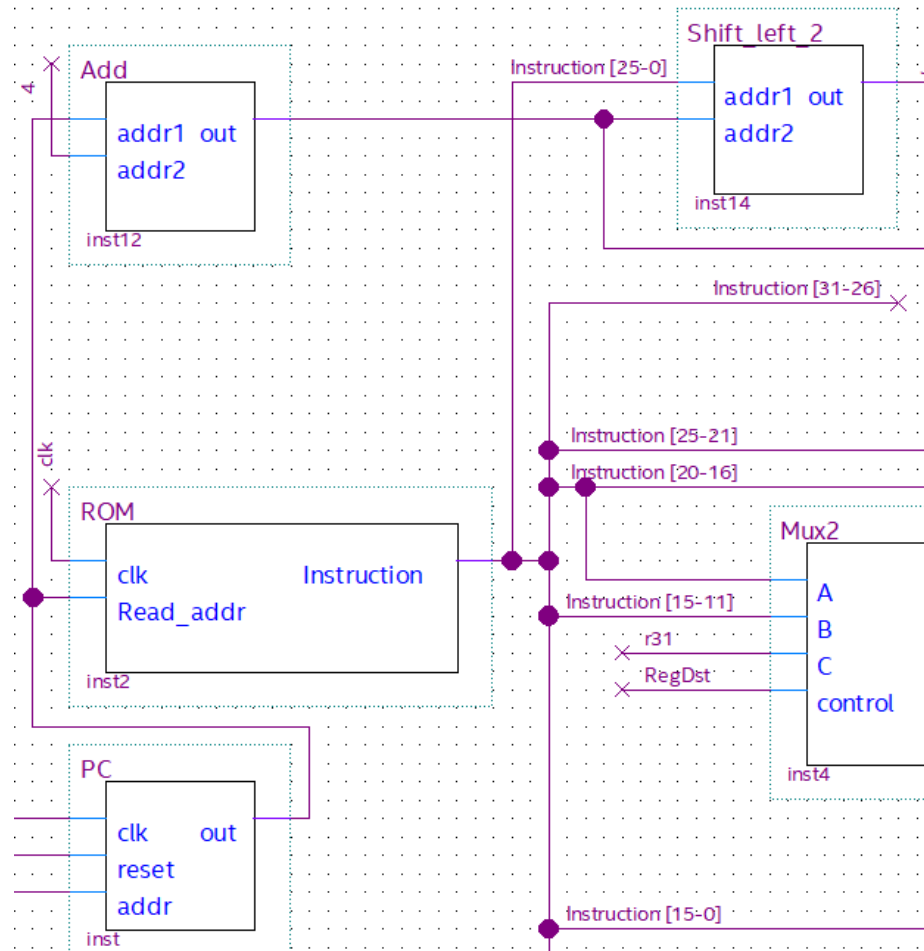 Shift_left_2
Instruction [25-0]
addr1 out
addr2
inst14
Add
4
addr1 out
addr2
inst12
Instruction [31-26]
clk
Instruction [25-21]
Instruction [20-16]
ROM
clk Instruction
Read_addr
inst2
Mux2
A
Instruction [15-11]
B
r31
C
RegDst
control
inst4
PC
clk out
reset
addr
inst
Instruction [15-0]